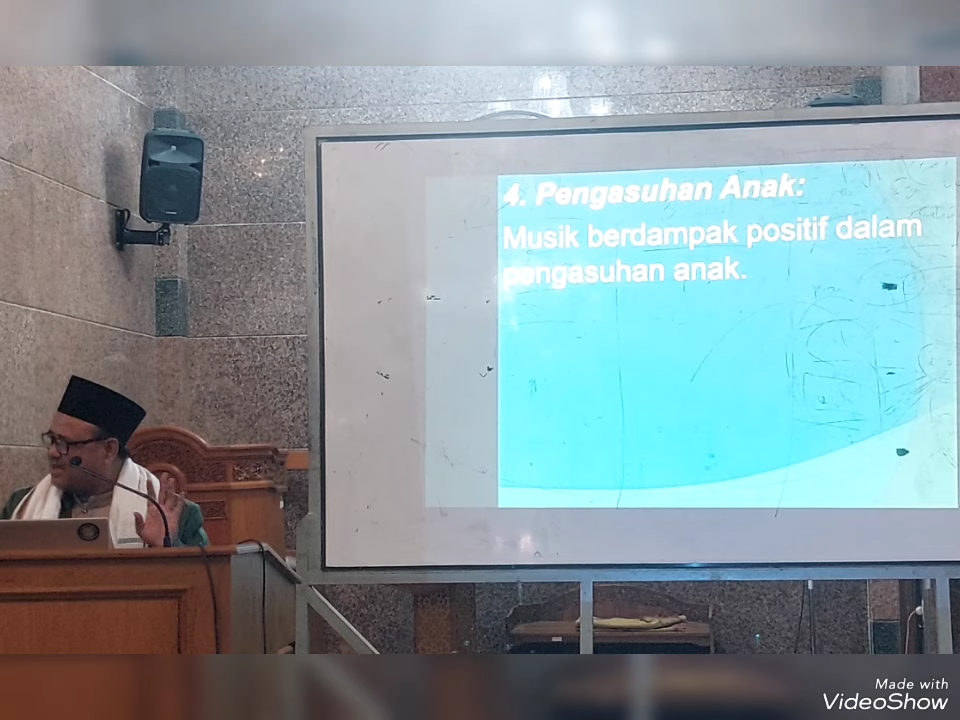 4. Pengasuhan Anak:
Musik berdampak positif dalam
pengasuhan anak.
Made with
VideoShow